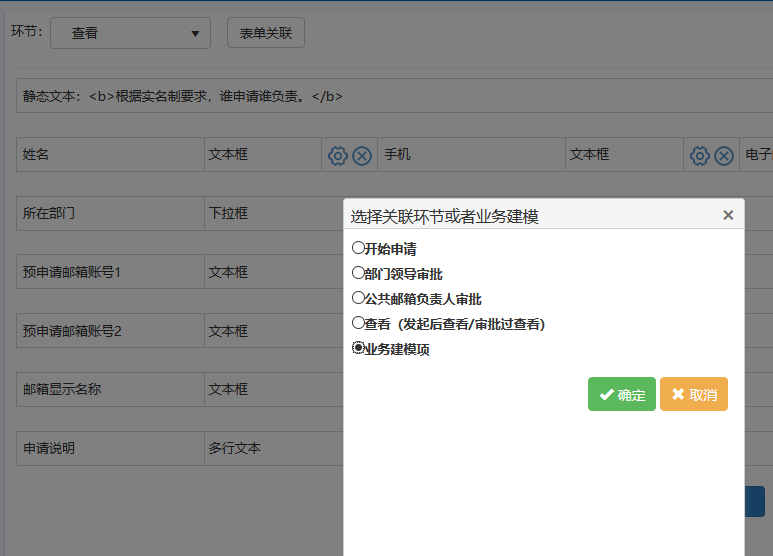 环节: 查看 表单关联
静态文本：<b>根据实名制要求，谁申请谁负责。</b>
姓名 文本框 手机 文本框 电子
所在部门 下拉框
选择关联环节或者业务建模
开始申请
预申请邮箱账号1 文本框
部门领导审批
公共邮箱负责人审批
预申请邮箱账号2 文本框
查看（发起后查看/审批过查看）
业务建模项
邮箱显示名称 文本框
确定 取消
申请说明 多行文本